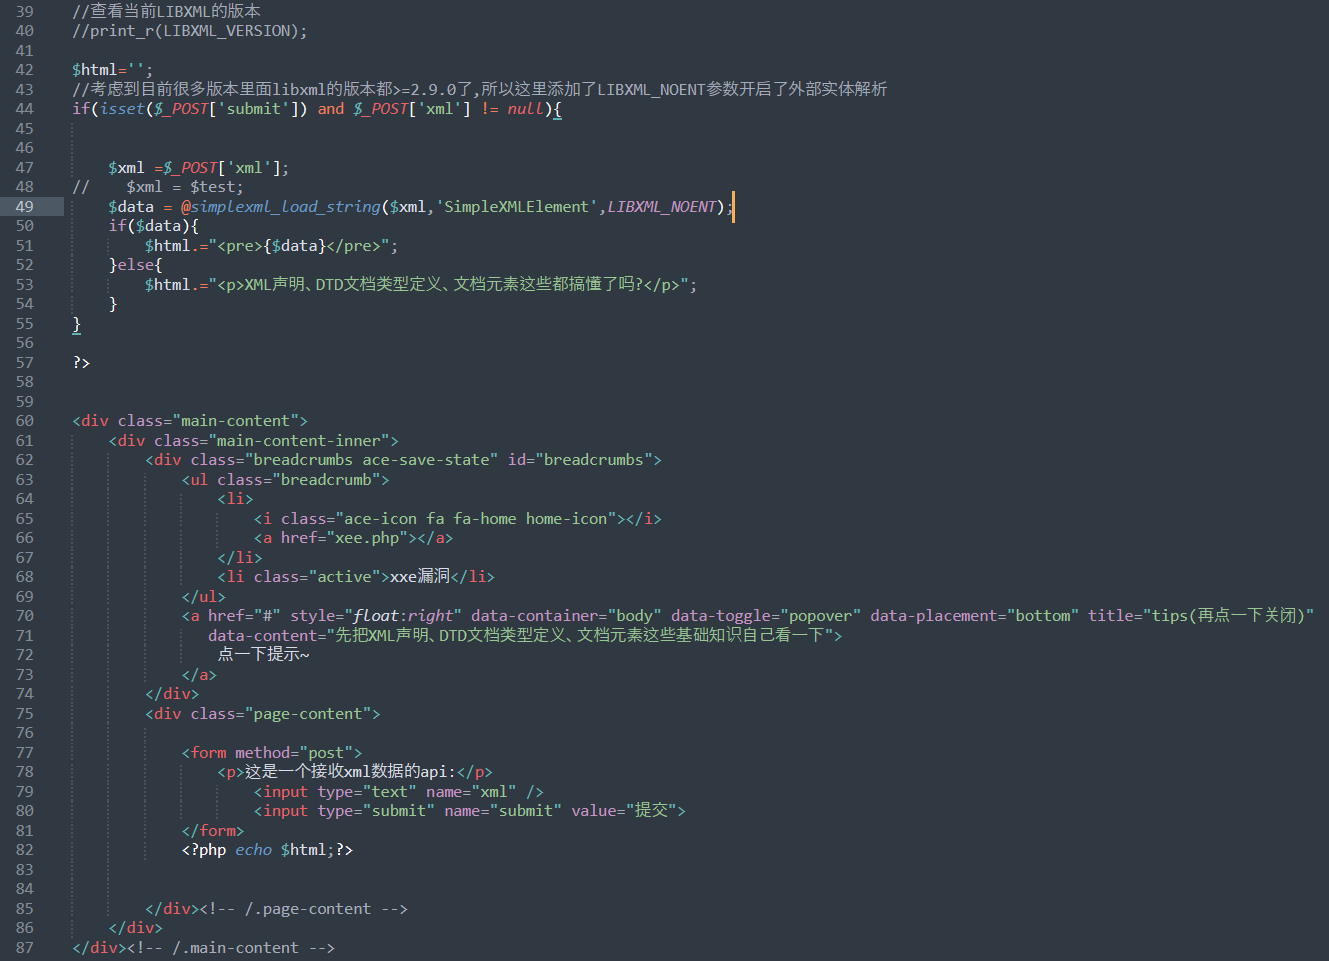 39 //查看当前LIBXML的版本
40 //print_r(LIBXML_VERSION);
41
42 $html='';
43 //考虑到目前很多版本里面libxml的版本都>=2.9.0了,所以这里添加了LIBXML_NOENT参数开启了外部实体解析
44 if(isset($_POST['submit']) and $_POST['xml'] != null){
45
46
47 $xml =$_POST['xml'];
48 // $xml = $test;
49 $data = @simplexml_load_string($xml,'SimpleXMLElement',LIBXML_NOENT);
50 if($data){
51 $html.="<pre>{$data}</pre>";
52 }else{
53 $html.="<p>XML声明、DTD文档类型定义、文档元素这些都搞懂了吗?</p>";
54 }
55 }
56
57 ?>
58
59
60 <div class="main-content">
61 <div class="main-content-inner">
62 <div class="breadcrumbs ace-save-state" id="breadcrumbs">
63 <ul class="breadcrumb">
64 <li>
65 <i class="ace-icon fa fa-home home-icon"></i>
66 <a href="xee.php"></a>
67 </li>
68 <li class="active">xxe漏洞</li>
69 </ul>
70 <a href="#" style="float:right" data-container="body" data-toggle="popover" data-placement="bottom" title="tips(再点一下关闭)"
71 data-content="先把XML声明、DTD文档类型定义、文档元素这些基础知识自己看一下">
72 点一下提示~
73 </a>
74 </div>
75 <div class="page-content">
76
77 <form method="post">
78 <p>这是一个接收xml数据的api:</p>
79 <input type="text" name="xml" />
80 <input type="submit" name="submit" value="提交">
81 </form>
82 <?php echo $html;?>
83
84
85 </div><!-- /.page-content -->
86 </div>
87 </div><!-- /.main-content -->